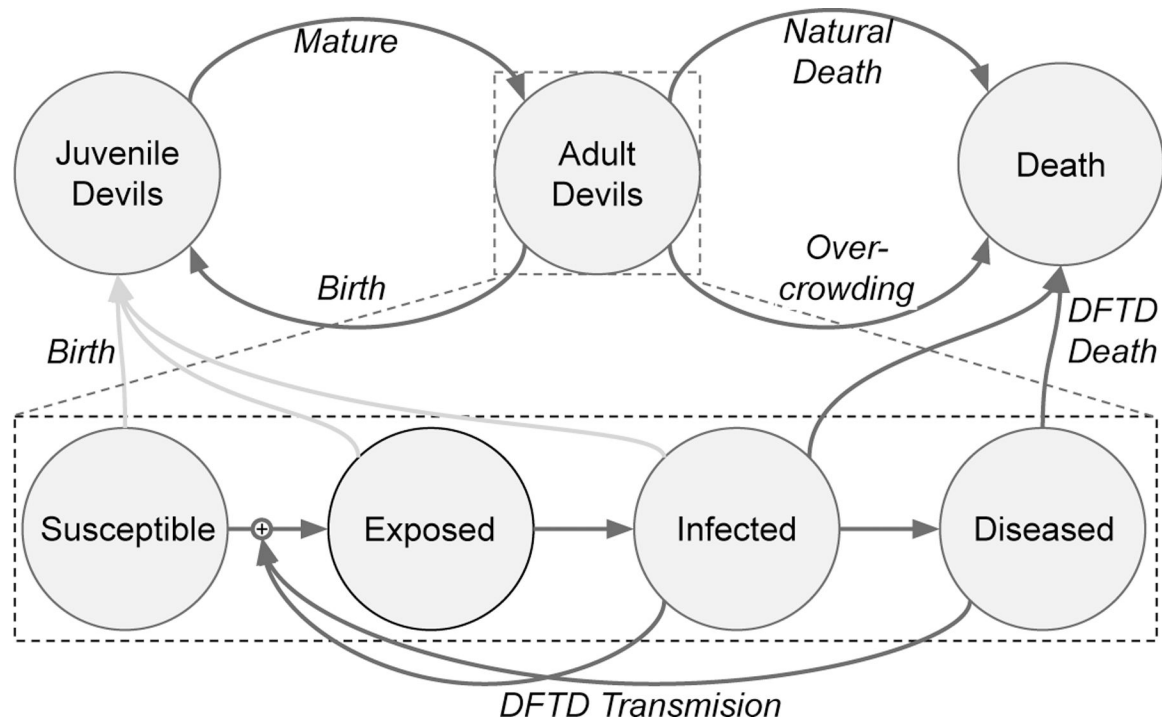 Mature
Natural
Death
Juvenile
Devils
Adult
Devils
Death
Birth
Over-
crowding
Birth
DFTD
Death
Susceptible
+
Exposed
Infected
Diseased
DFTD Transmision